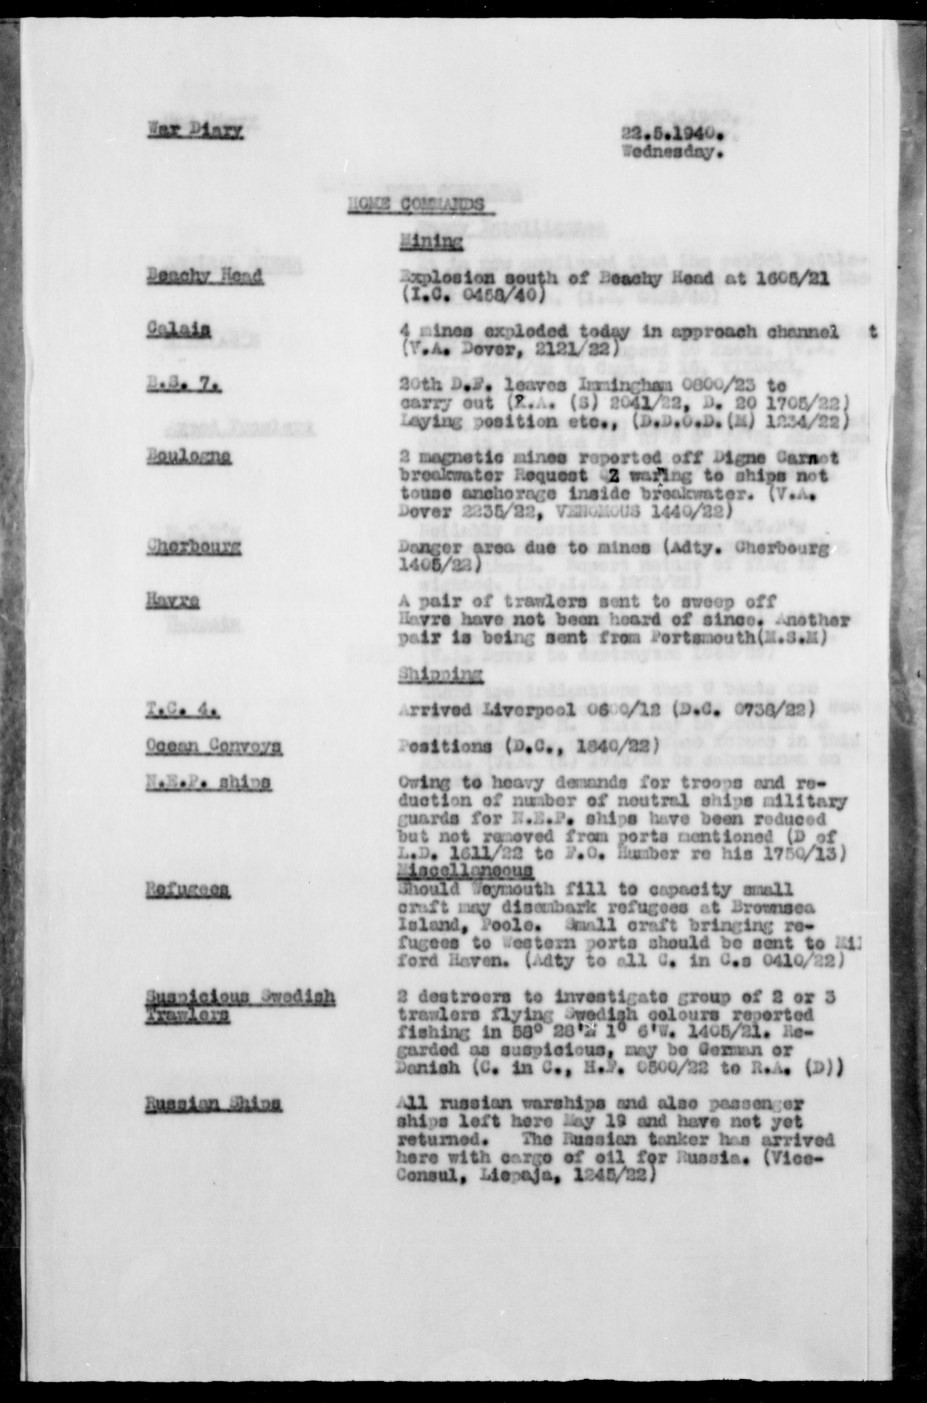 War Diary 22.5.1940.
Wednesday.
HOME COMMANDS
Mining
Beachy Head Explosion south of Beachy Head at 1605/21
(I.C. 0458/40)
Calais 4 mines exploded today in approach channel t
(V.A. Dover, 2121/22)
20th D.F. leaves Immingham 0800/23 to
carry out (R.A. (S) 2041/22, D. 20 1705/22)
Laying position etc., (D.D.O.D.(M) 1234/22)
Boulogne 2 magnetic mines reported off Digne Carnot
breakwater Request Q2 waring to ships not
touse anchorage inside breakwater. (V.A.
Dover 2235/22, VENOMOUS 1440/22)
Cherbourg Danger area due to mines (Adty. Cherbourg
1405/22)
Havre A pair of trawlers sent to sweep off
Havre have not been heard of since. Another
pair is being sent from Portsmouth(M.S.M)
Shipping
T.C. 4. Arrived Liverpool 0600/12 (D.C. 0738/22)
Ocean Convoys Positions (D.C., 1840/22)
N.E.P. ships Owing to heavy demands for troops and re-
duction of number of neutral ships military
guards for N.E.P. ships have been reduced
but not removed from ports mentioned (D of
L.D. 1611/22 to F.O. Humber re his 1750/13)
Miscellaneous
Refugees Should Weymouth fill to capacity small
craft may disembark refugees at Brownsea
Island, Poole. Small craft bringing re-
fugees to Western ports should be sent to Mil
ford Haven. (Adty to all C. in C.s 0410/22)
Suspicious Swedish 2 destroers to investigate group of 2 or 3
Trawlers trawlers flying Swedish colours reported
fishing in 58° 28'N 1° 6'W. 1405/21. Re-
garded as suspicious, may be German or
Danish (C. in C., H.F. 0500/22 to R.A. (D))
Russian Ships All russian warships and also passenger
ships left here May 19 and have not yet
returned. The Russian tanker has arrived
here with cargo of oil for Russia. (Vice-
Consul, Liepaja, 1245/22)